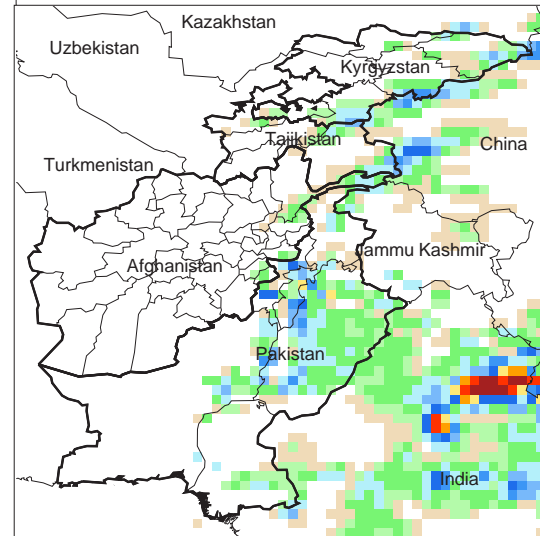 Kazakhstan
Uzbekistan
Kyrgyzstan
Tajikistan
China
Turkmenistan
Jammu Kashmir
Afghanistan
Pakistan
India